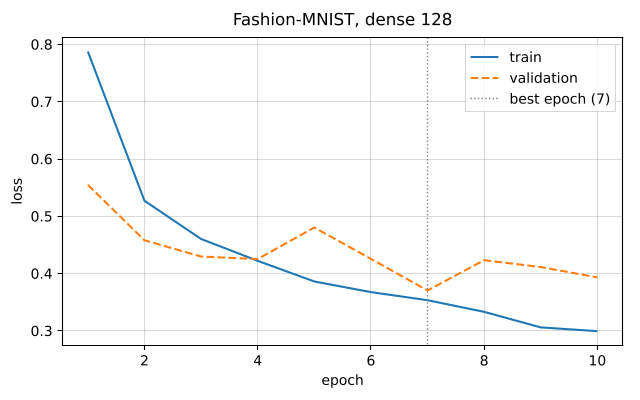 Fashion-MNIST, dense 128
0.8
0.7
0.6
0.5
0.4
0.3
loss
train
validation
best epoch (7)
2
4
6
8
10
epoch